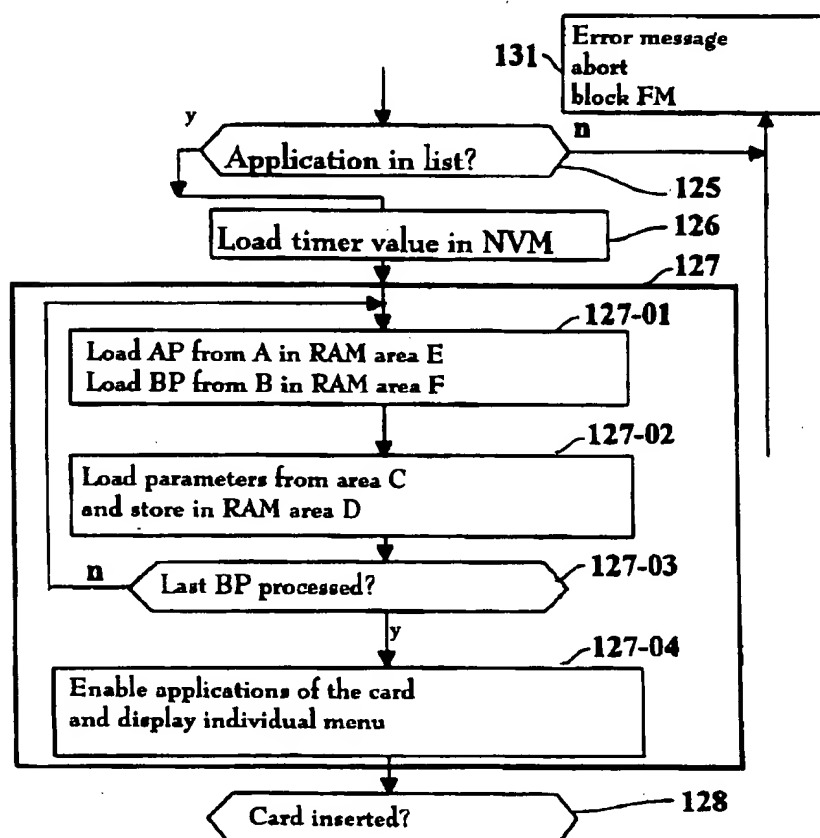 131
Error message
abort
block FM
y
n
Application in list?
125
Load timer value in NVM
126
127
127-01
Load AP from A in RAM area E
Load BP from B in RAM area F
127-02
Load parameters from area C
and store in RAM area D
n
Last BP processed?
127-03
y
127-04
Enable applications of the card
and display individual menu
Card inserted?
128